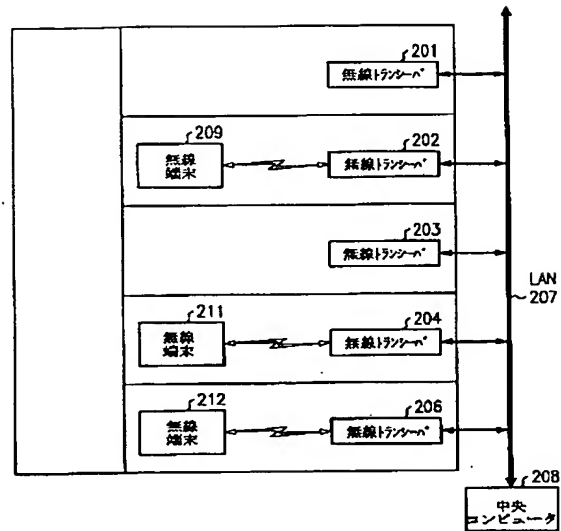 201
無線トランシーバ
209
202
無線
端末
無線トランシーバ
203
無線トランシーバ
LAN
207
211
204
無線
端末
無線トランシーバ
212
206
無線
端末
無線トランシーバ
208
中央
コンピュータ